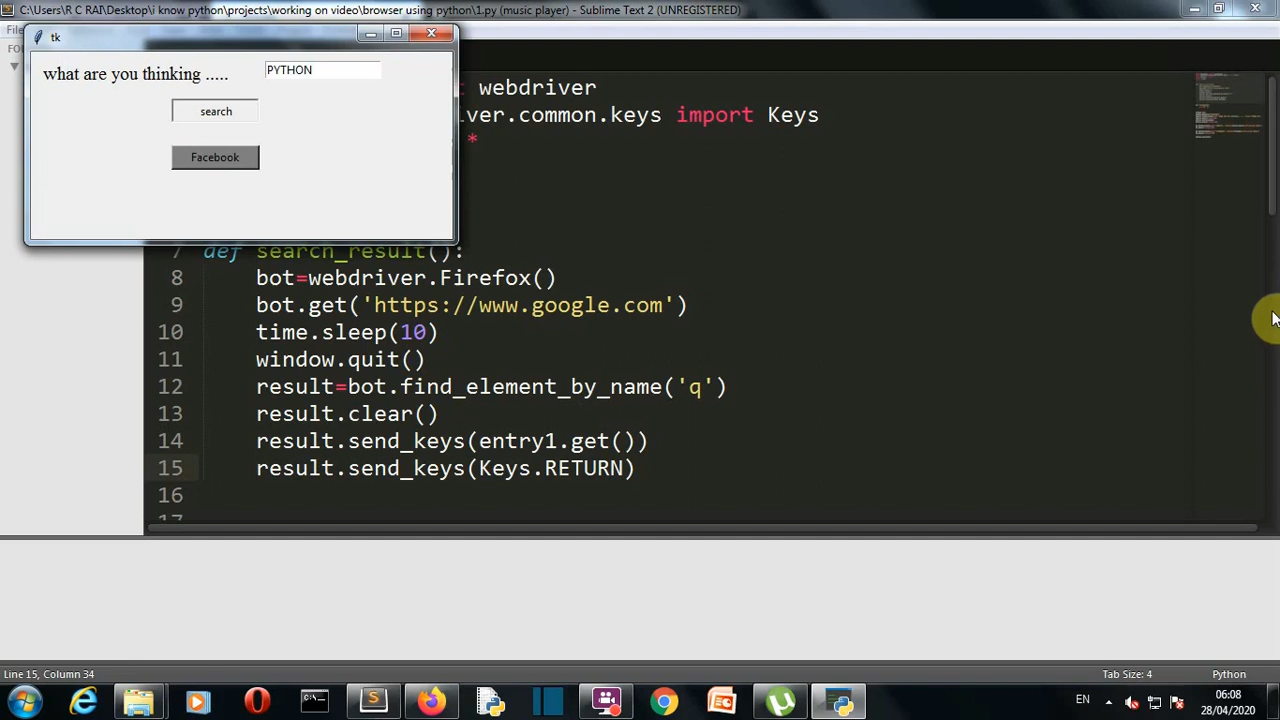 C:\Users\R C RAI\Desktop\i know python\projects\working on video\browser using python\1.py (music player) - Sublime Text 2 (UNREGISTERED)
File
FO
tk
what are you thinking ..... PYTHON
search
Facebook
webdriver
ver.common.keys import Keys
*
7 def search_result():
8 bot=webdriver.Firefox()
9 bot.get('https://www.google.com')
10 time.sleep(10)
11 window.quit()
12 result=bot.find_element_by_name('q')
13 result.clear()
14 result.send_keys(entry1.get())
15 result.send_keys(Keys.RETURN)
16
17
Line 15, Column 34 Tab Size: 4 Python
EN 06:08
28/04/2020